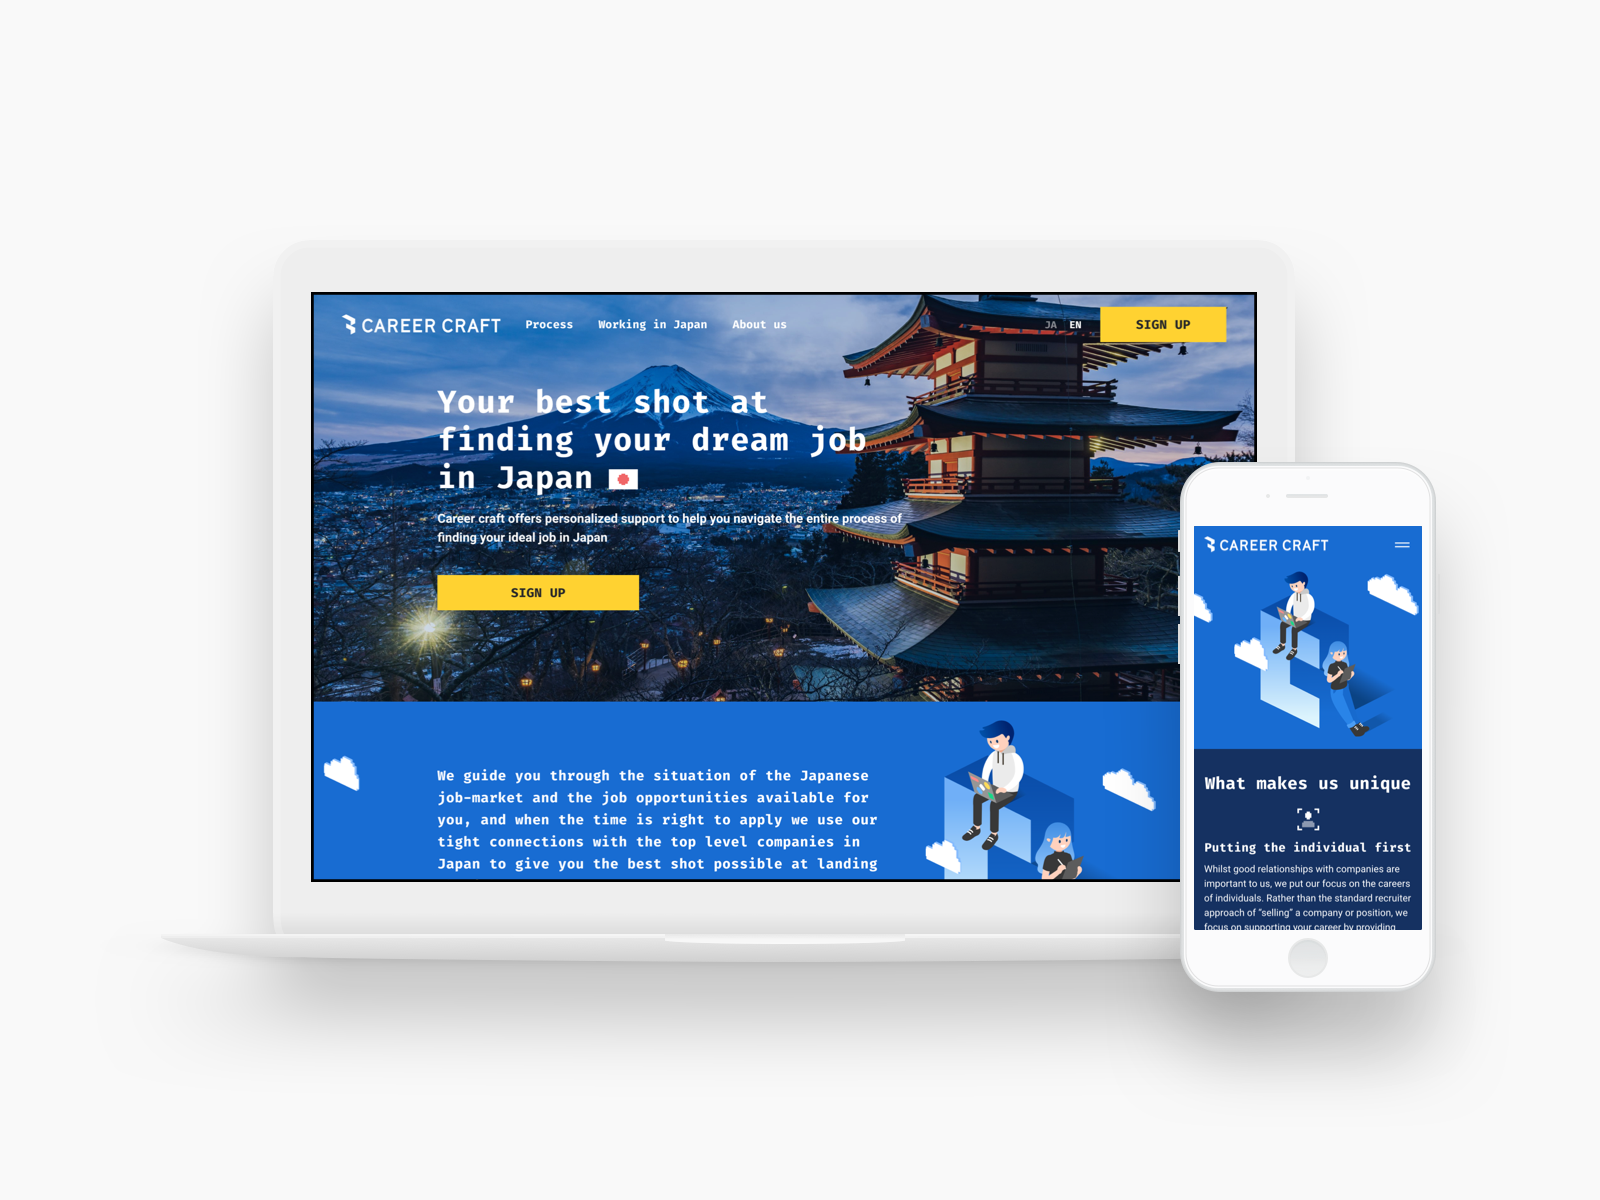 CAREER CRAFT
Process
Working in Japan
About us
JA
EN
SIGN UP
Your best shot at
finding your dream job
in Japan
Career craft offers personalized support to help you navigate the entire process of
finding your ideal job in Japan
SIGN UP
We guide you through the situation of the Japanese
job-market and the job opportunities available for
you, and when the time is right to apply we use our
tight connections with the top level companies in
Japan to give you the best shot possible at landing
CAREER CRAFT
What makes us unique
Putting the individual first
Whilst good relationships with companies are
important to us, we put our focus on the careers
of individuals. Rather than the standard recruiter
approach of “selling” a company or position, we
focus on supporting your career by providing